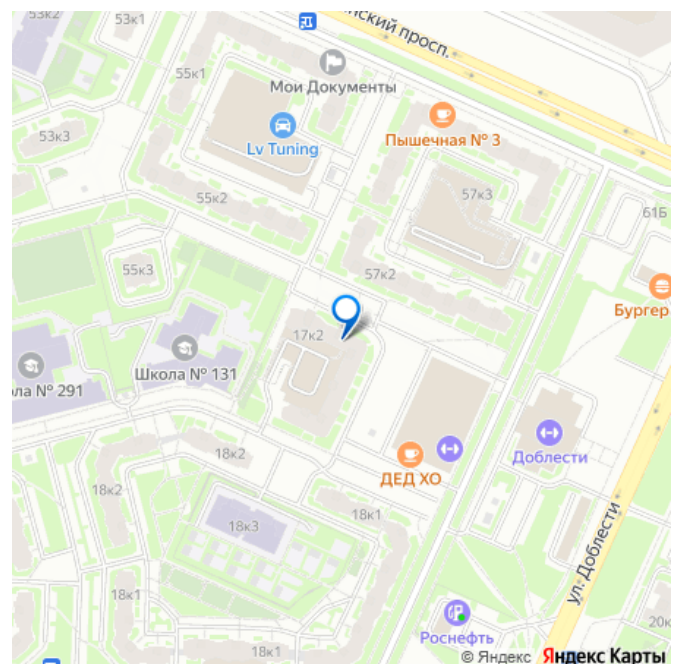 53к2
53к1
нский просп.
55к1
Мои Документы
Lv Tuning
Пышечная № 3
53к3
57к3
55к2
61Б
55к3
57к2
Бургер
17к2
Школа № 131
ола № 291
Доблести
18к2
ДЕД ХО
18к2
18к3
18к1
ул. Доблести
18к1
20к
Роснефть
18к1
© Яндекс Яндекс Карты